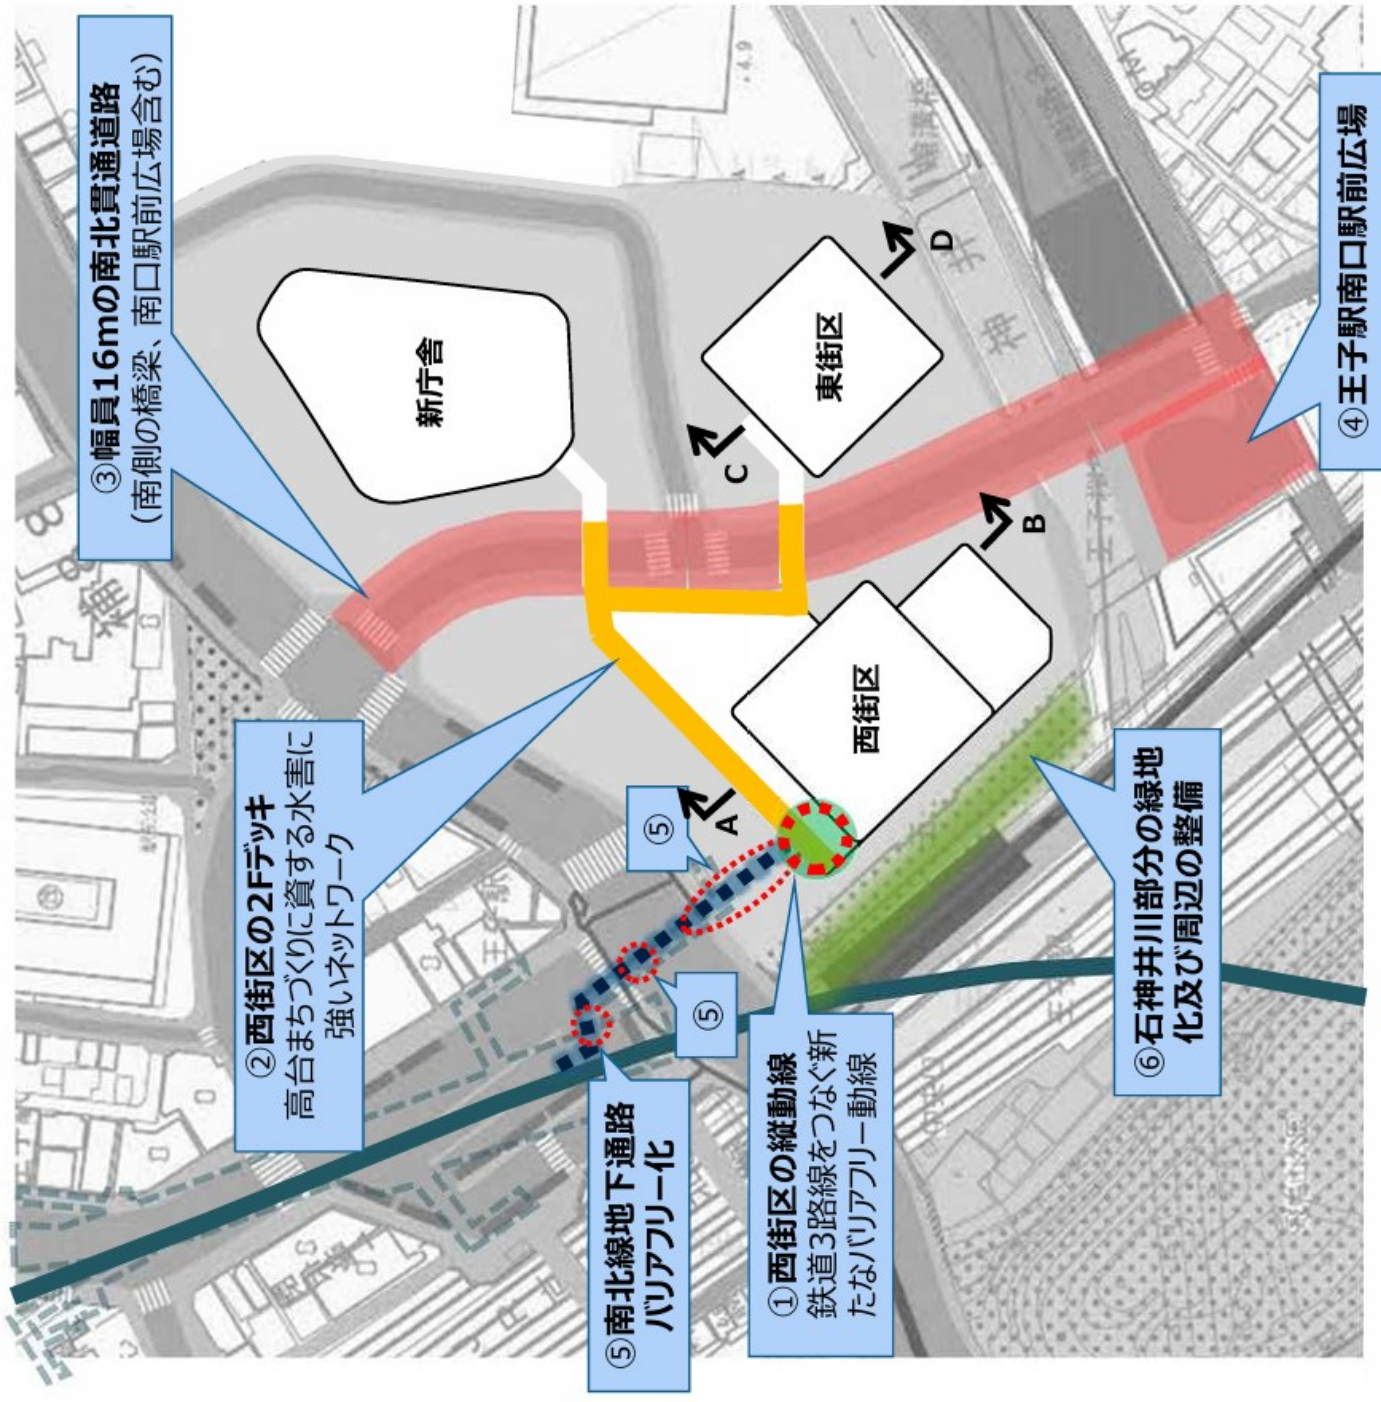 ③幅員16mの南北貫通道路
(南側の橋梁、南口駅前広場含む)
②西街区の2Fデッキ
高台まちづくりに資する水害に
強いネットワーク
新庁舎
東街区
西街区
A
B
C
D
④王子駅南口駅前広場
⑤
⑤
⑤南北線地下通路
バリアフリー化
①西街区の縦動線
鉄道3路線をつなぐ新
たなバリアフリー動線
⑥石神井川部分の緑地
化及び周辺の整備
神
井
4.9